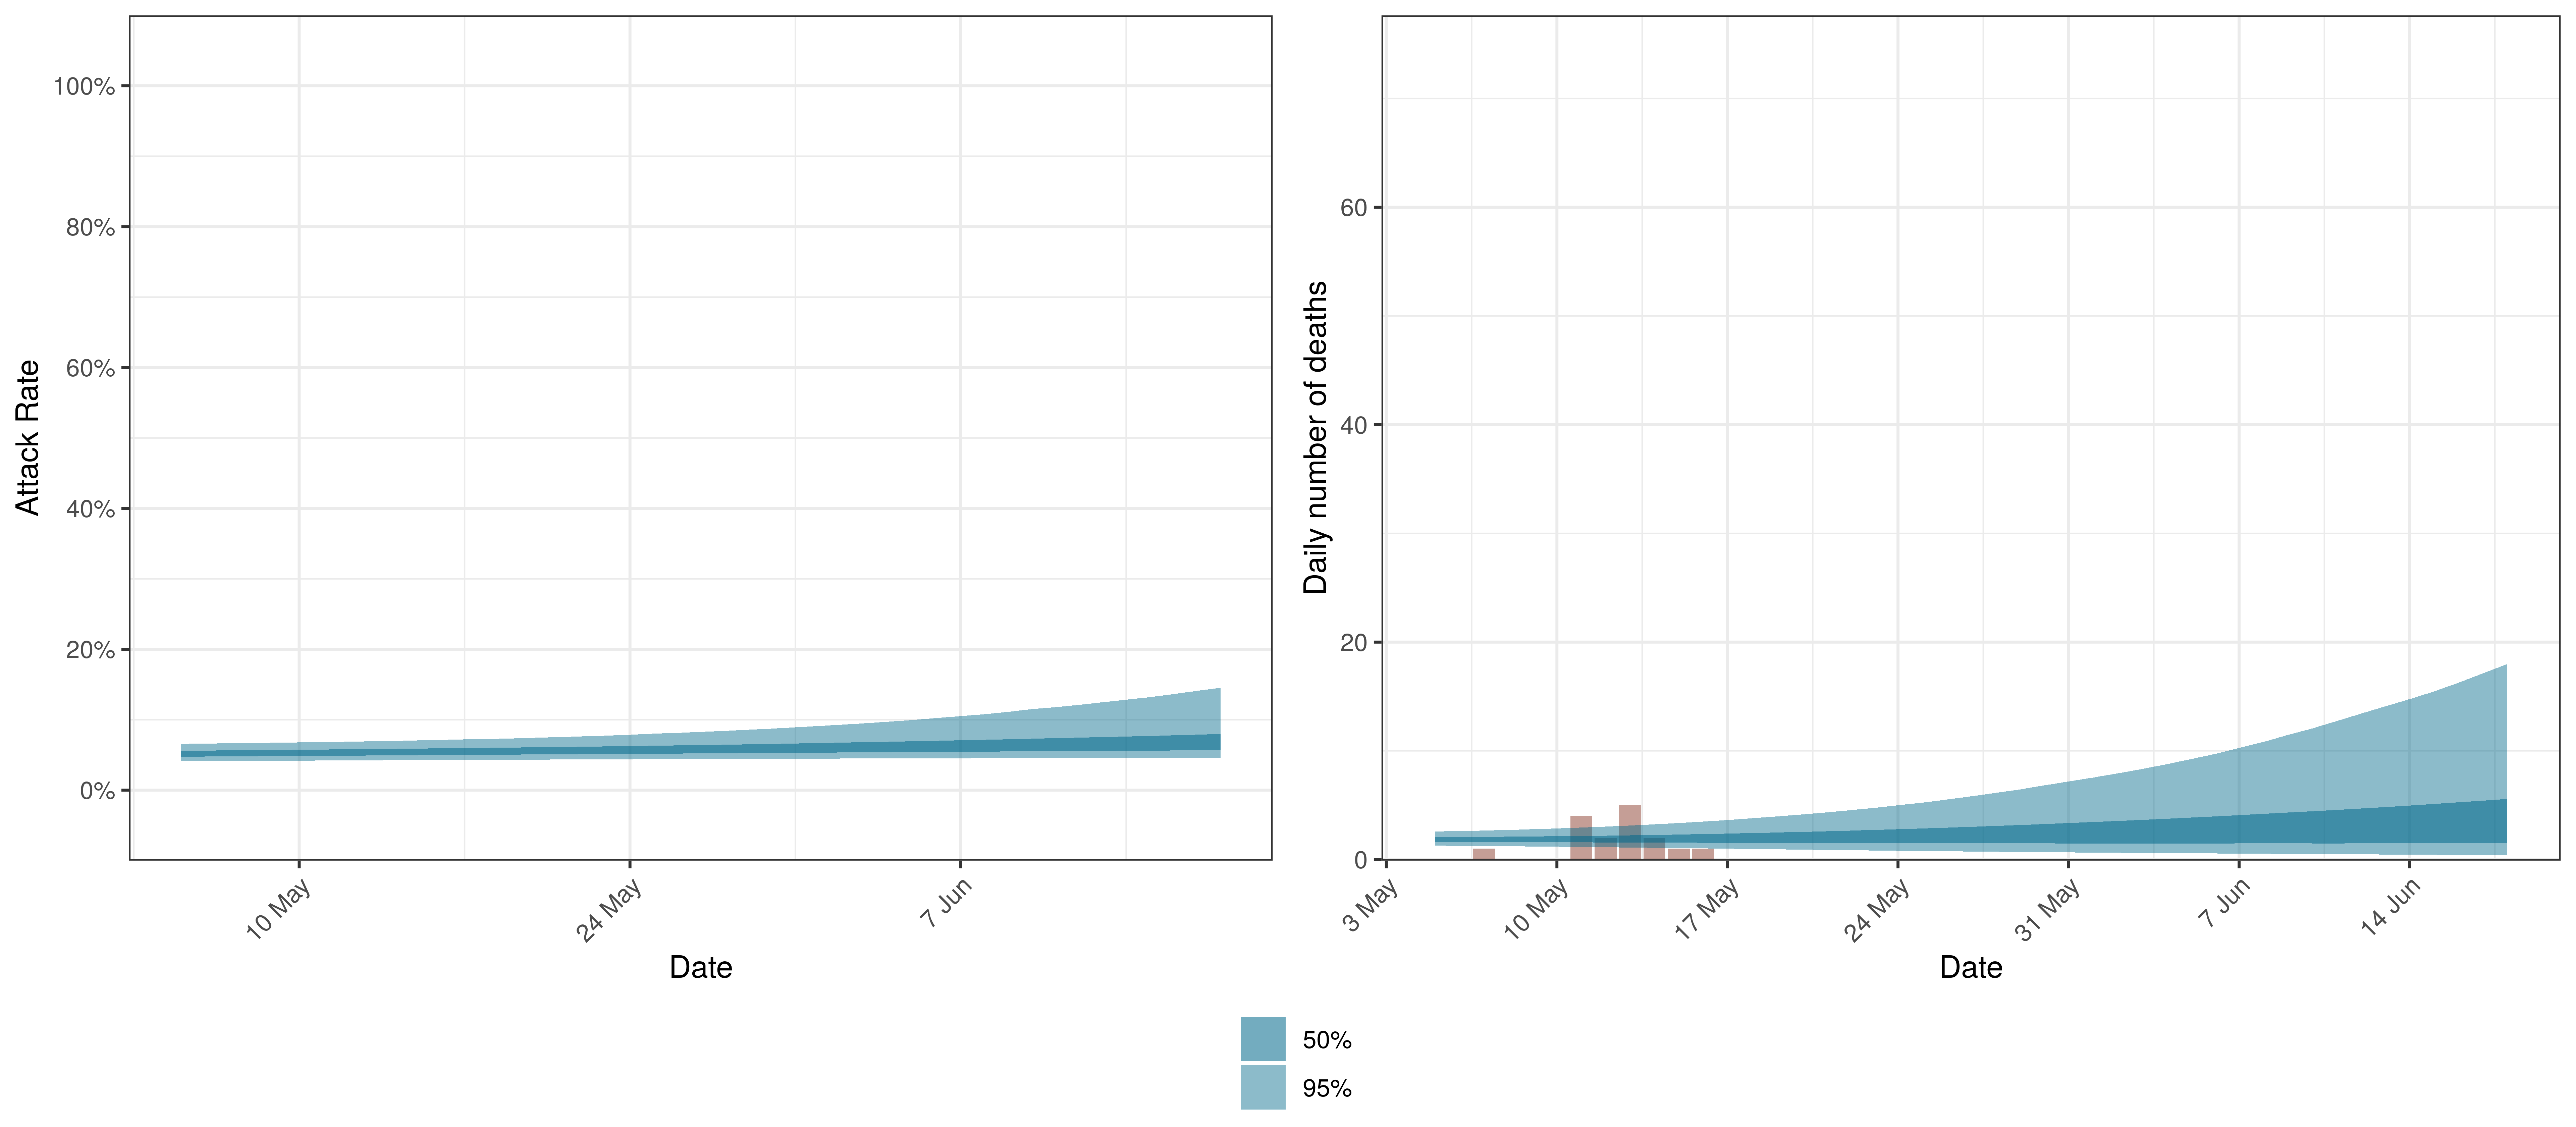 Attack Rate
100%
80%
60%
40%
20%
0%
10 May
24 May
7 Jun
Date
Daily number of deaths
60
40
20
0
3 May
10 May
17 May
24 May
31 May
7 Jun
14 Jun
Date
50%
95%